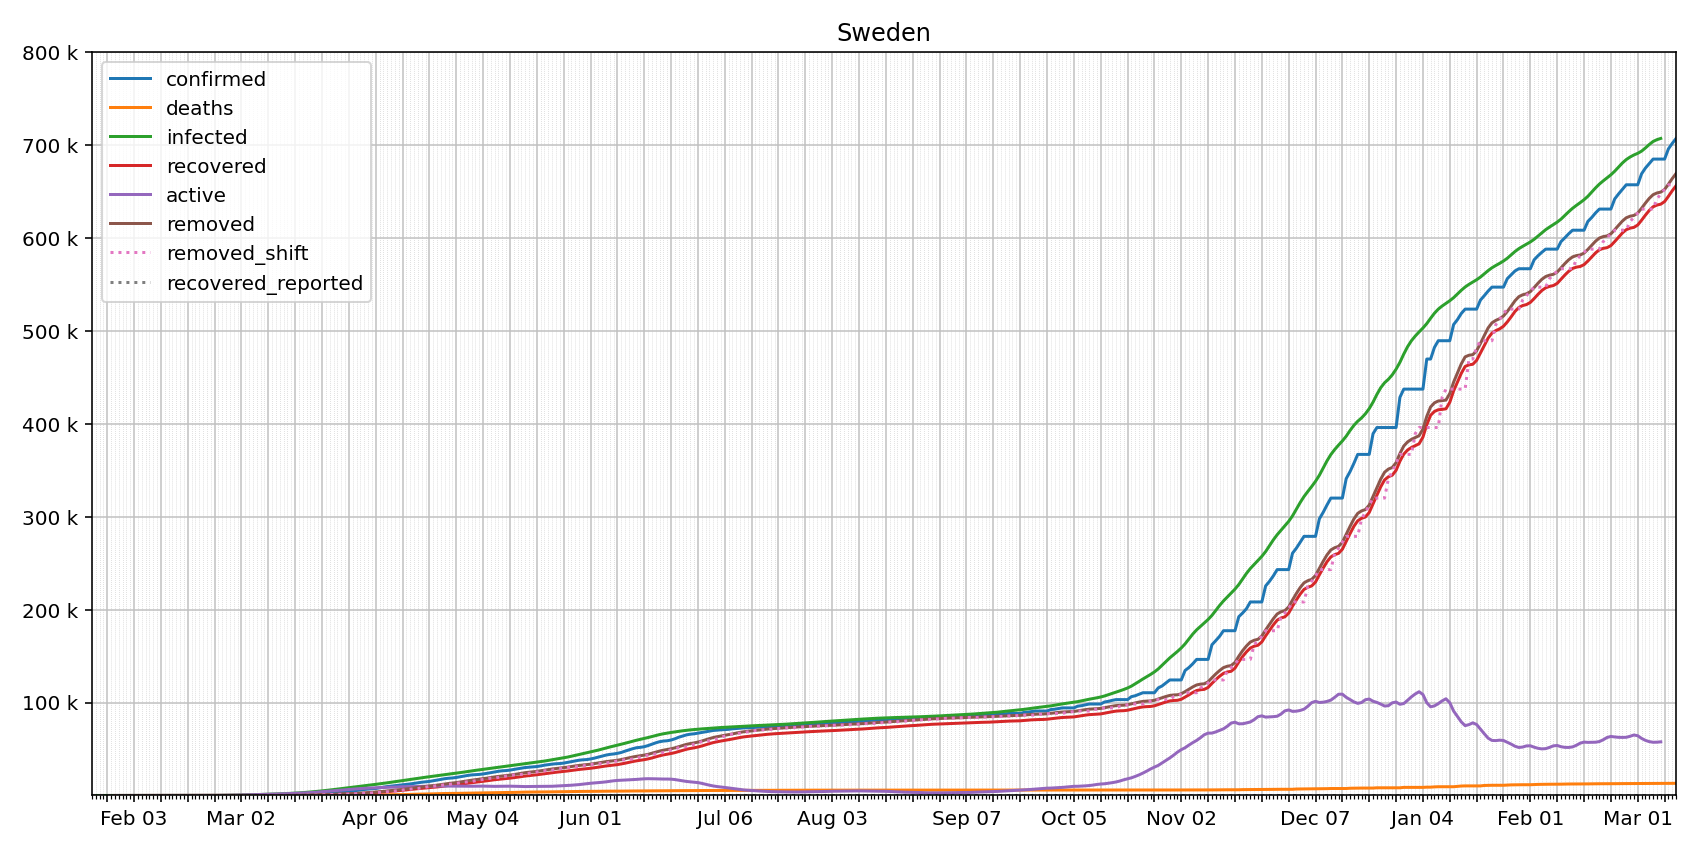 Sweden
800 k
700 k
600 k
500 k
400 k
300 k
200 k
100 k
confirmed
deaths
infected
recovered
active
removed
removed_shift
recovered_reported
Feb 03 Mar 02 Apr 06 May 04 Jun 01 Jul 06 Aug 03 Sep 07 Oct 05 Nov 02 Dec 07 Jan 04 Feb 01 Mar 01